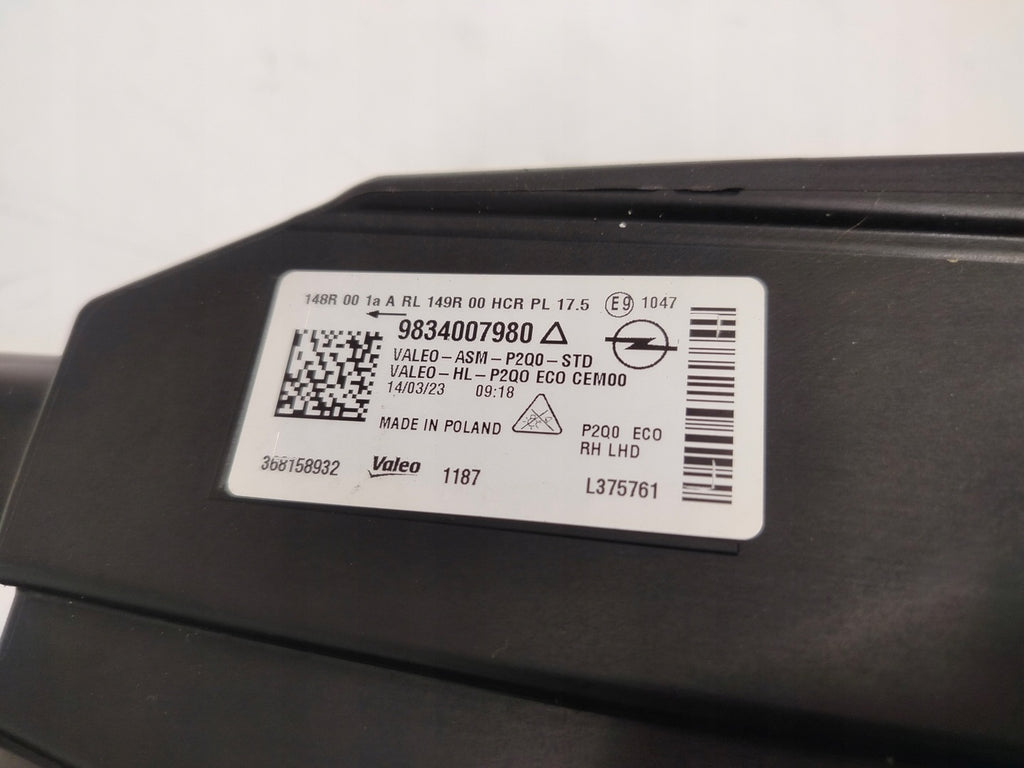 148R 00 1a A RL 149R 00 HCR PL 17.5 E9 1047
9834007980
VALEO-ASM-P2Q0-STD
VALEO-HL-P2Q0 ECO CEM00
14/03/23 09:18
MADE IN POLAND
P2Q0 ECO
RH LHD
368158932 Valeo 1187 L375761